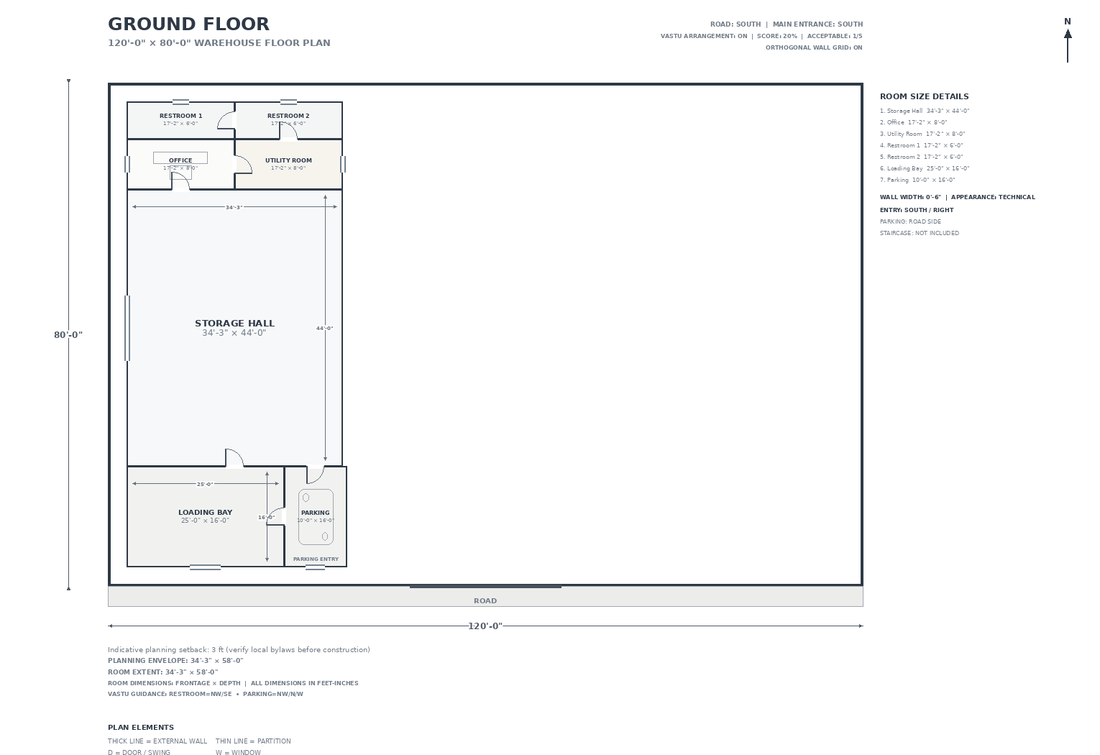 GROUND FLOOR
120'-0" × 80'-0" WAREHOUSE FLOOR PLAN
ROAD: SOUTH | MAIN ENTRANCE: SOUTH
VASTU ARRANGEMENT: ON | SCORE: 20% | ACCEPTABLE: 1/5
ORTHOGONAL WALL GRID: ON
N
RESTROOM 1
17'-2" × 6'-0"
RESTROOM 2
17'-2" × 6'-0"
OFFICE
17'-2" × 8'-0"
UTILITY ROOM
17'-2" × 8'-0"
34'-3"
STORAGE HALL
34'-3" × 44'-0"
44'-0"
80'-0"
25'-0"
LOADING BAY
25'-0" × 16'-0"
16'-0"
PARKING
10'-0" × 16'-0"
PARKING ENTRY
ROAD
120'-0"
ROOM SIZE DETAILS
1. Storage Hall 34'-3" × 44'-0"
2. Office 17'-2" × 8'-0"
3. Utility Room 17'-2" × 8'-0"
4. Restroom 1 17'-2" × 6'-0"
5. Restroom 2 17'-2" × 6'-0"
6. Loading Bay 25'-0" × 16'-0"
7. Parking 10'-0" × 16'-0"
WALL WIDTH: 0'-6" | APPEARANCE: TECHNICAL
ENTRY: SOUTH / RIGHT
PARKING: ROAD SIDE
STAIRCASE: NOT INCLUDED
Indicative planning setback: 3 ft (verify local bylaws before construction)
PLANNING ENVELOPE: 34'-3" × 58'-0"
ROOM EXTENT: 34'-3" × 58'-0"
ROOM DIMENSIONS: FRONTAGE × DEPTH | ALL DIMENSIONS IN FEET-INCHES
VASTU GUIDANCE: RESTROOM=NW/SE • PARKING=NW/N/W
PLAN ELEMENTS
THICK LINE = EXTERNAL WALL THIN LINE = PARTITION
D = DOOR / SWING W = WINDOW